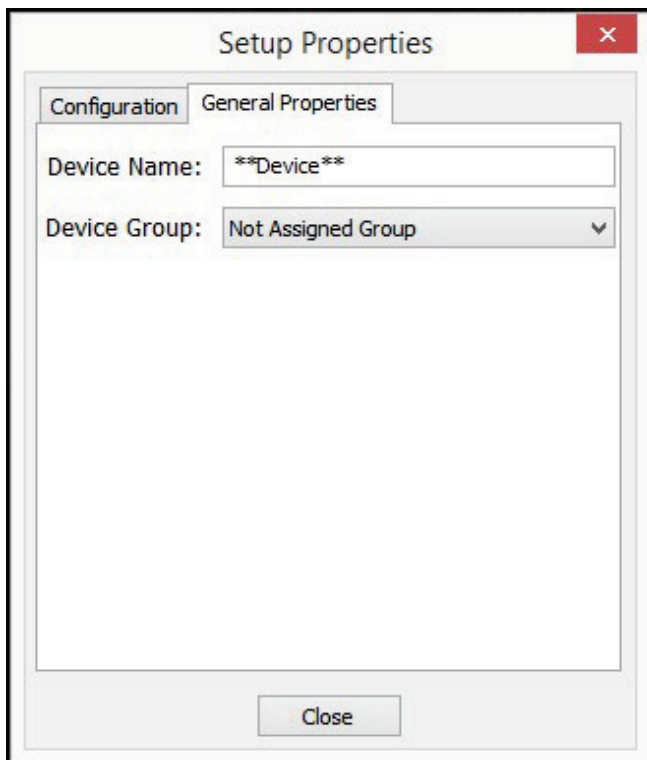 Setup Properties
Configuration
General Properties
Device Name: **Device**
Device Group: Not Assigned Group
Close